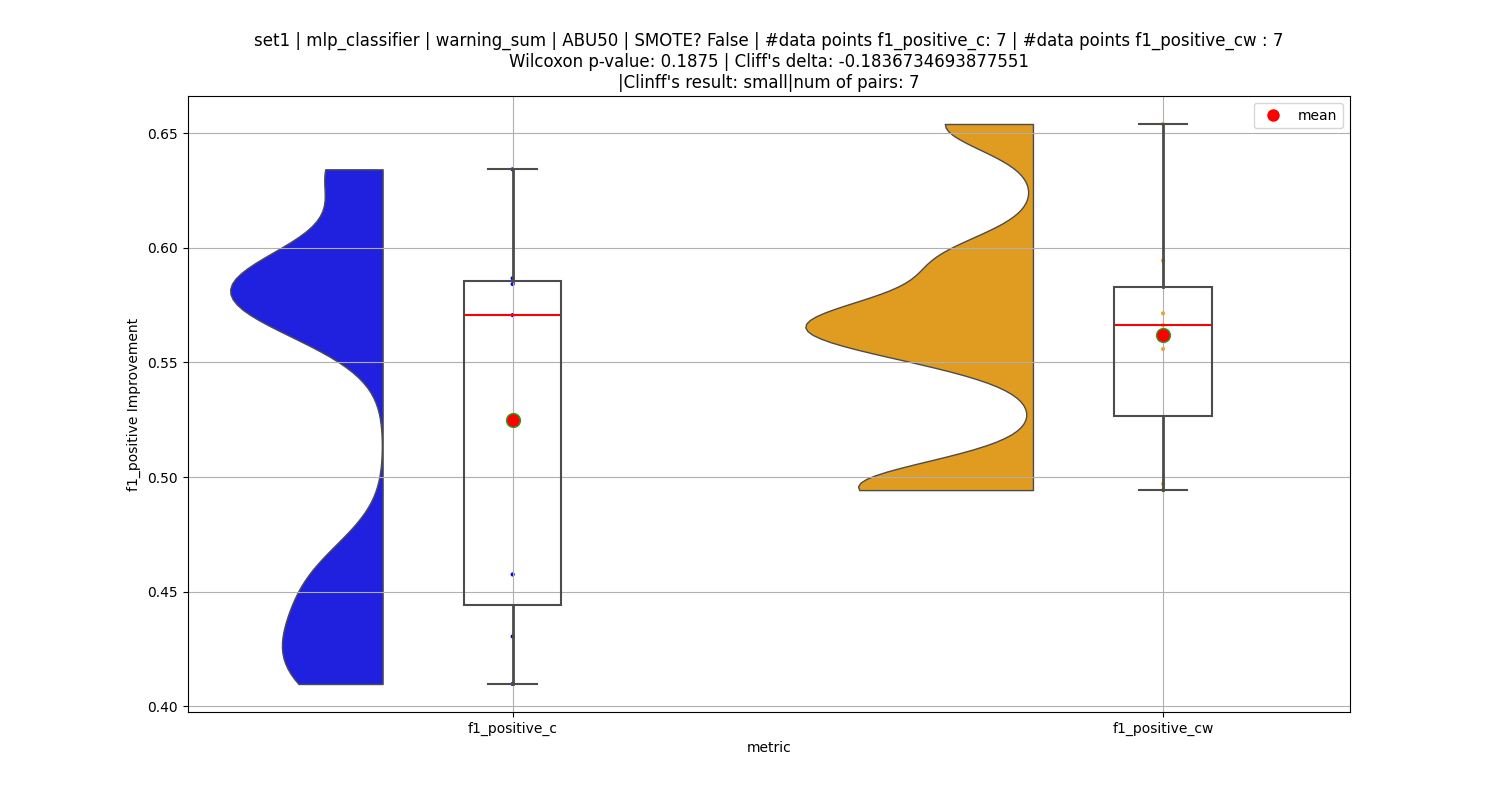 set1 | mlp_classifier | warning_sum | ABU50 | SMOTE? False | #data points f1_positive_c: 7 | #data points f1_positive_cw : 7
Wilcoxon p-value: 0.1875 | Cliff's delta: -0.1836734693877551
|Clinff's result: small|num of pairs: 7
mean
0.65
0.60
0.55
0.50
0.45
0.40
f1_positive Improvement
f1_positive_c
f1_positive_cw
metric